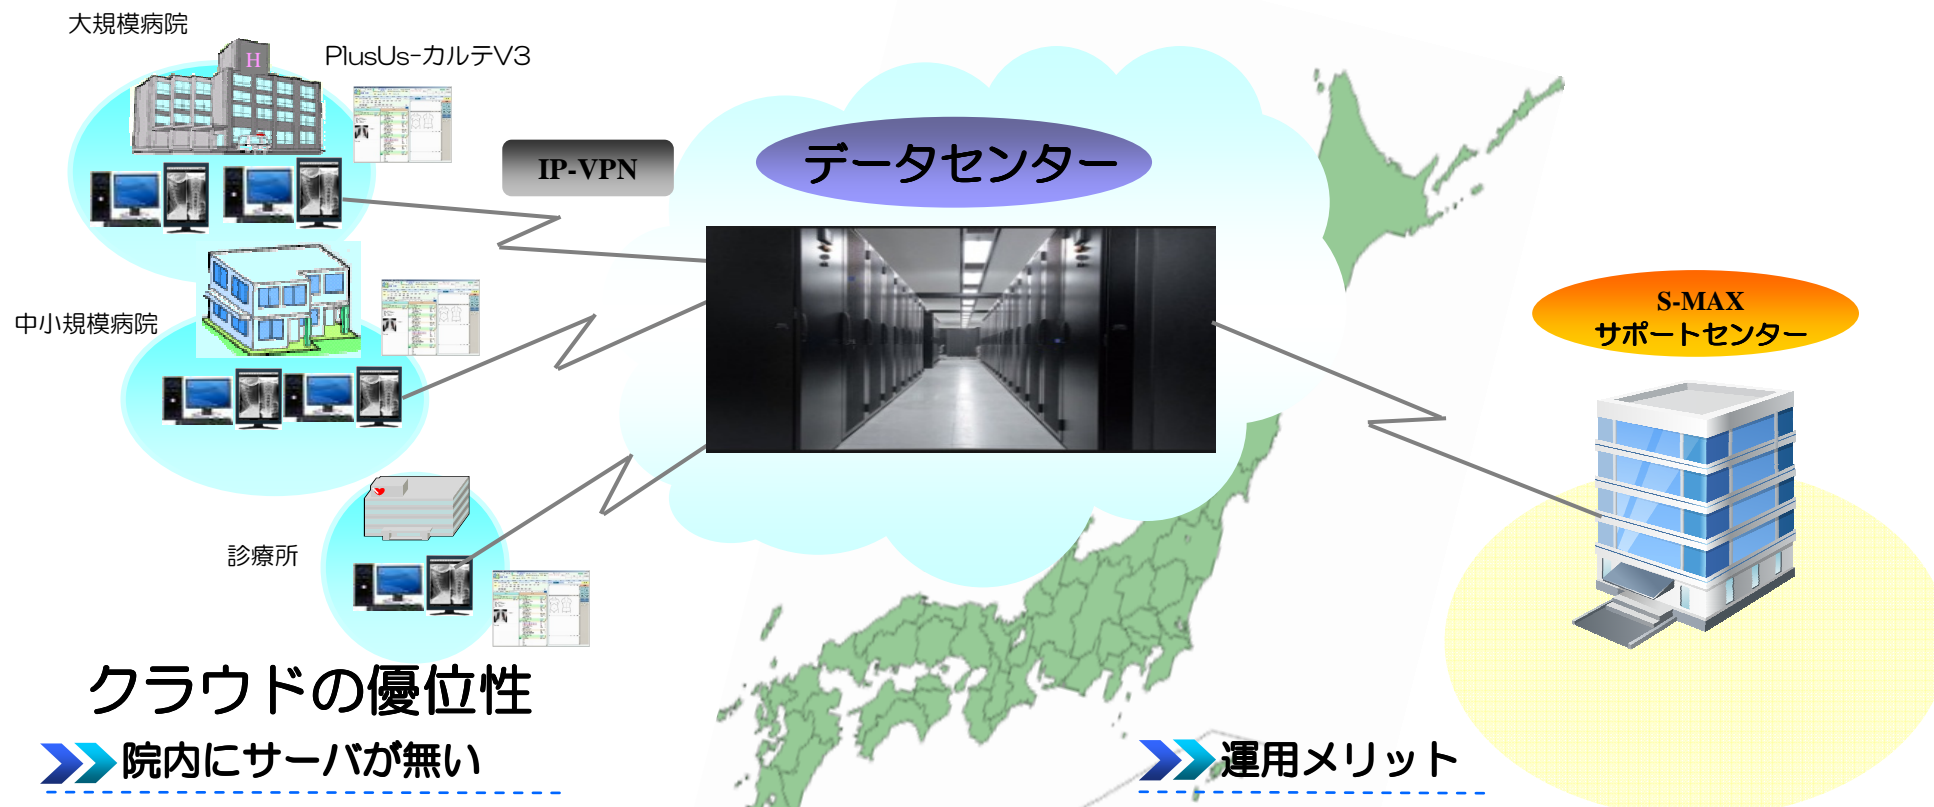 大規模病院
PlusUs-カルテV3
H
IP-VPN
データセンター
中小規模病院
S-MAX
サポートセンター
診療所
クラウドの優位性
院内にサーバが無い
運用メリット